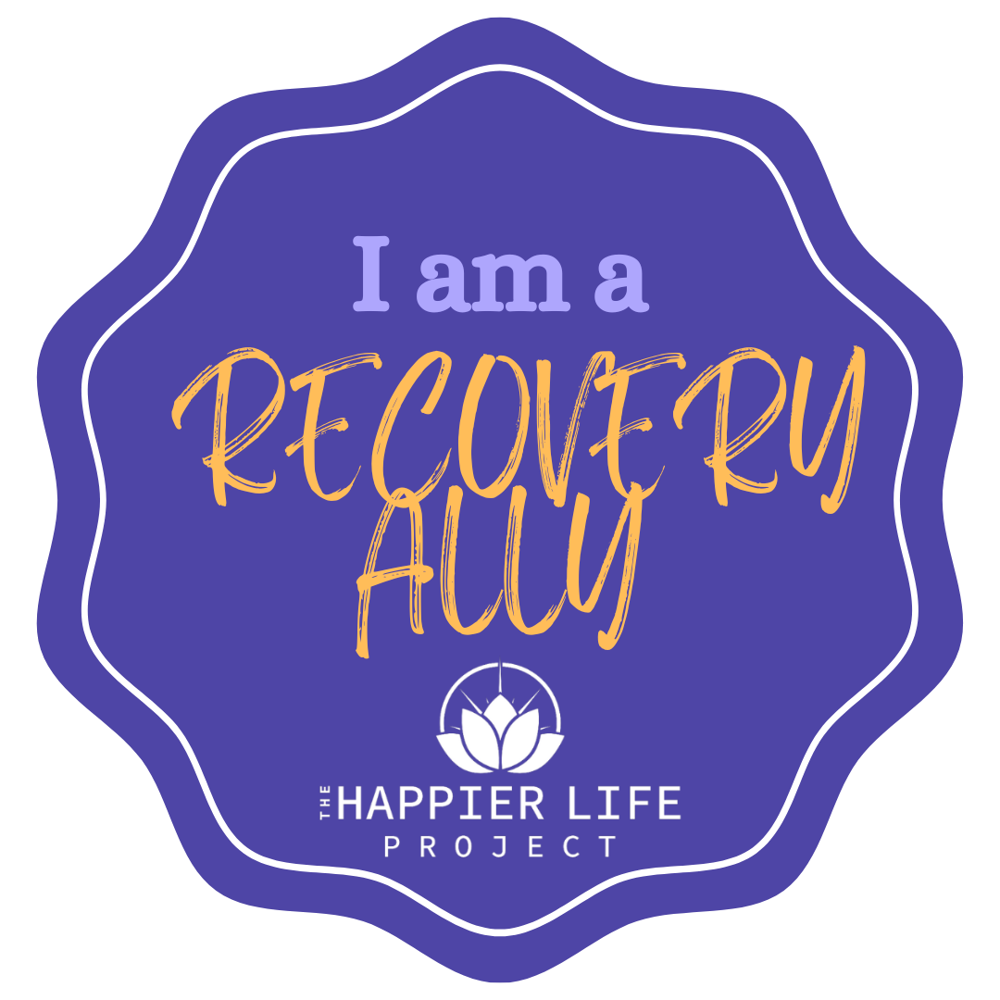 I am a
RECOVERY
ALLY
THE HAPPIER LIFE
PROJECT